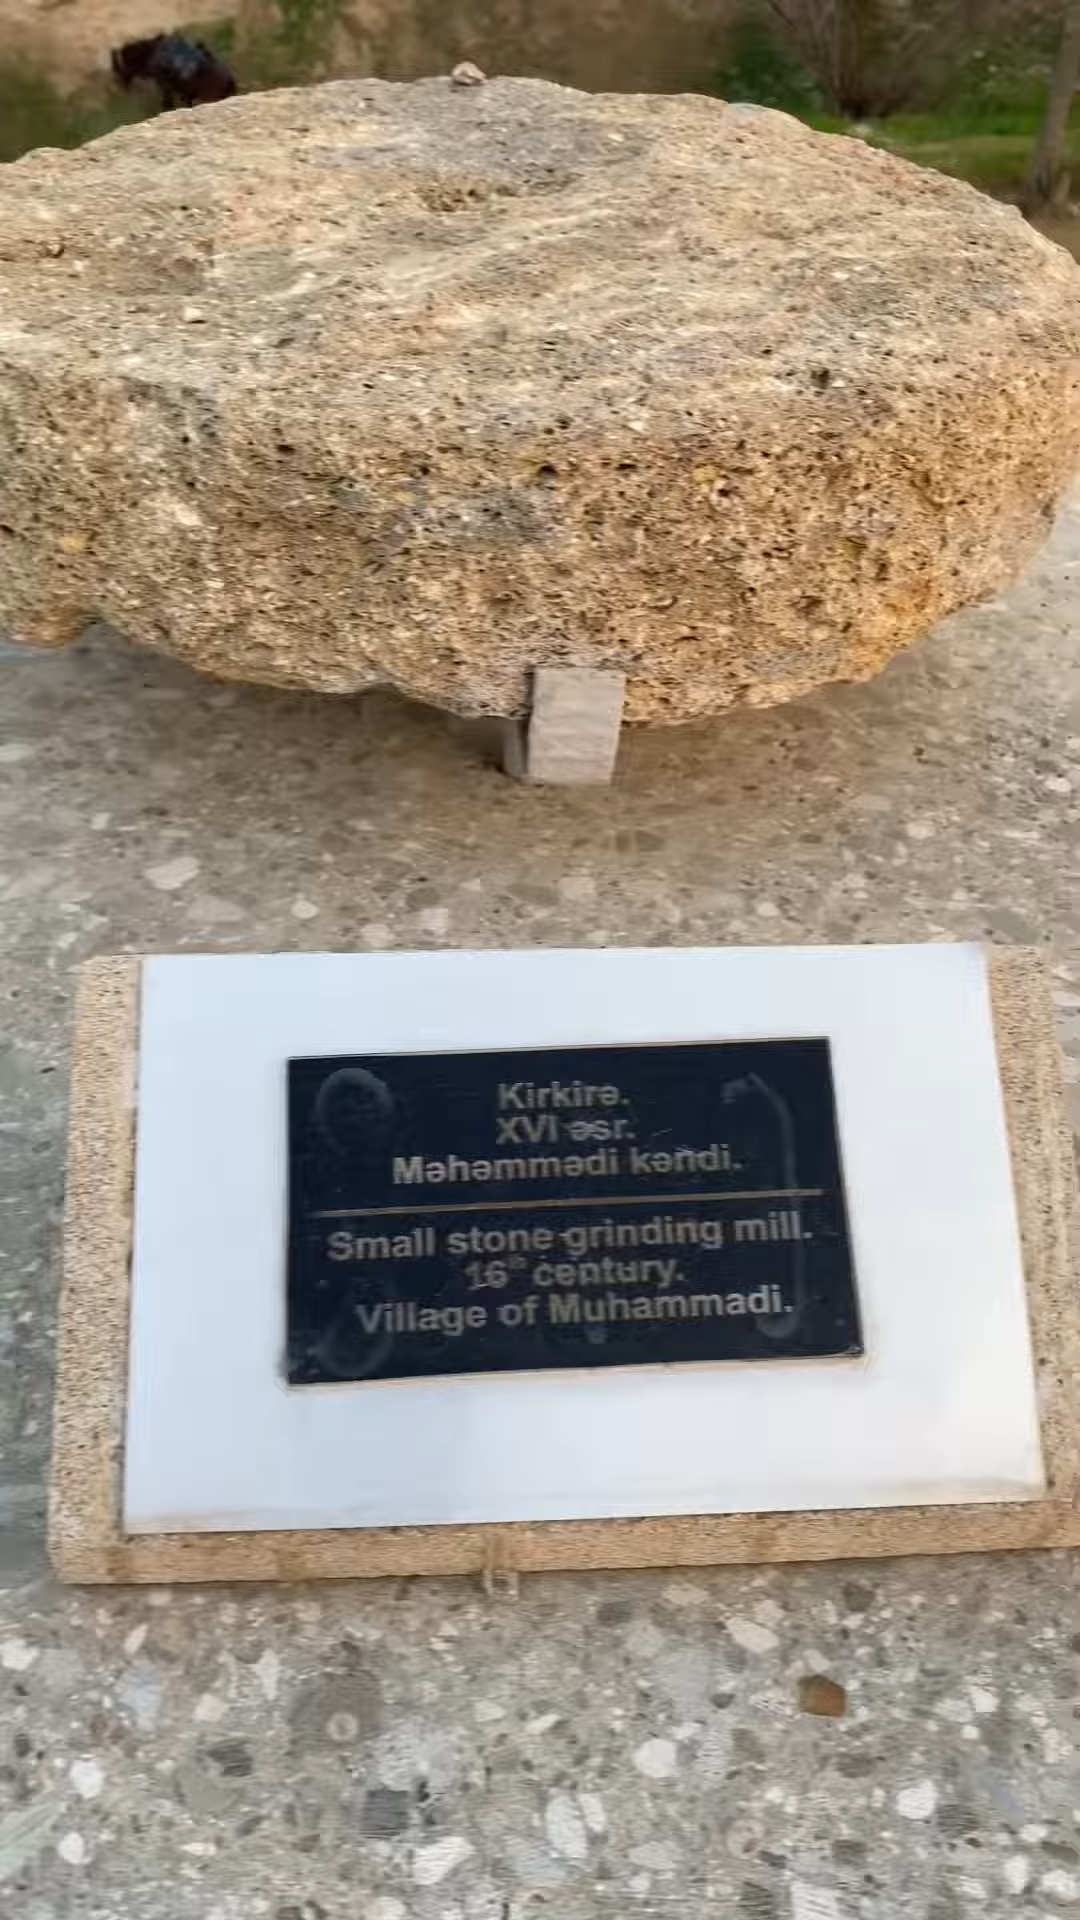 Kirkirə.
XVI əsr.
Məhəmmədi kəndi.
Small stone grinding mill.
16th century.
Village of Muhammadi.